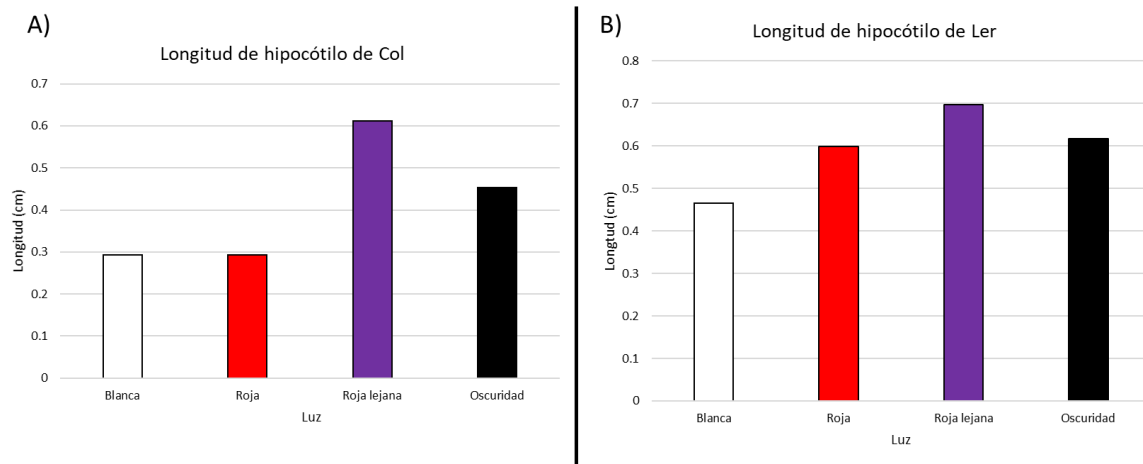 A)
Longitud de hipocótilo de Col
0.7
0.6
0.5
0.4
0.3
0.2
0.1
0
Longitud (cm)
Blanca
Roja
Roja lejana
Oscuridad
Luz
B)
Longitud de hipocótilo de Ler
0.8
0.7
0.6
0.5
0.4
0.3
0.2
0.1
0
Longtud (cm)
Blanca
Roja
Roja lejana
Oscuridad
Luz